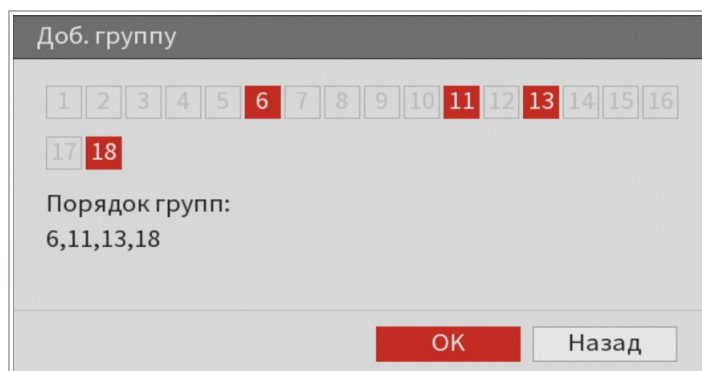 Доб. группу
1 2 3 4 5 6 7 8 9 10 11 12 13 14 15 16
17 18
Порядок групп:
6,11,13,18
OK Назад